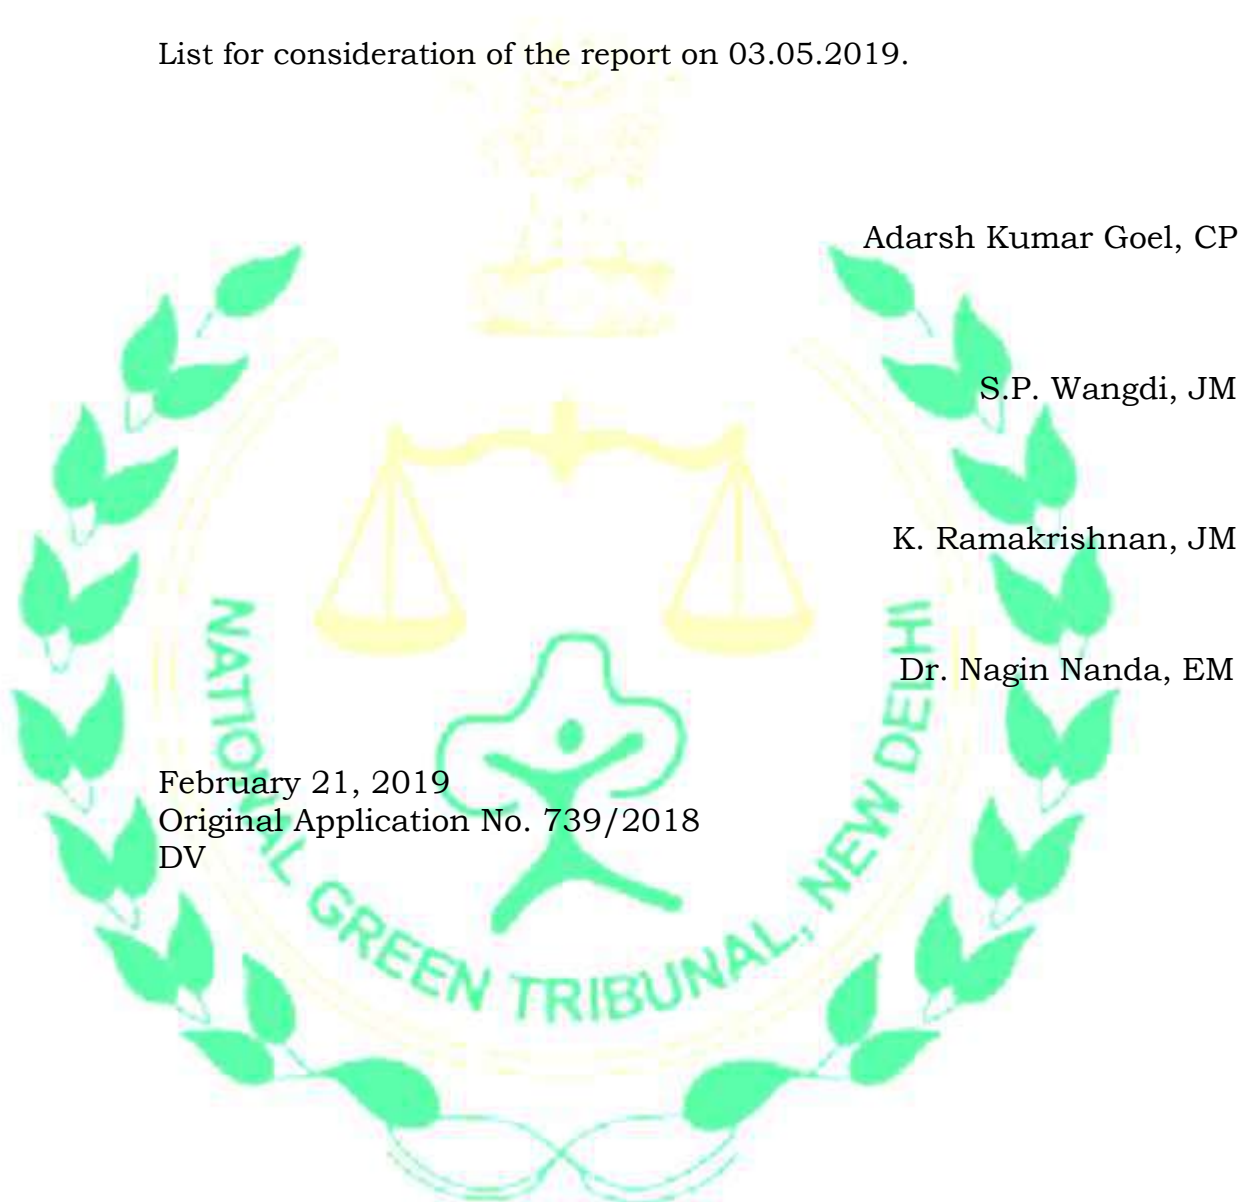 List for consideration of the report on 03.05.2019.
Adarsh Kumar Goel, CP
S.P. Wangdi, JM
K. Ramakrishnan, JM
Dr. Nagin Nanda, EM
February 21, 2019
Original Application No. 739/2018
DV
NATIONAL GREEN TRIBUNAL, NEW DELHI